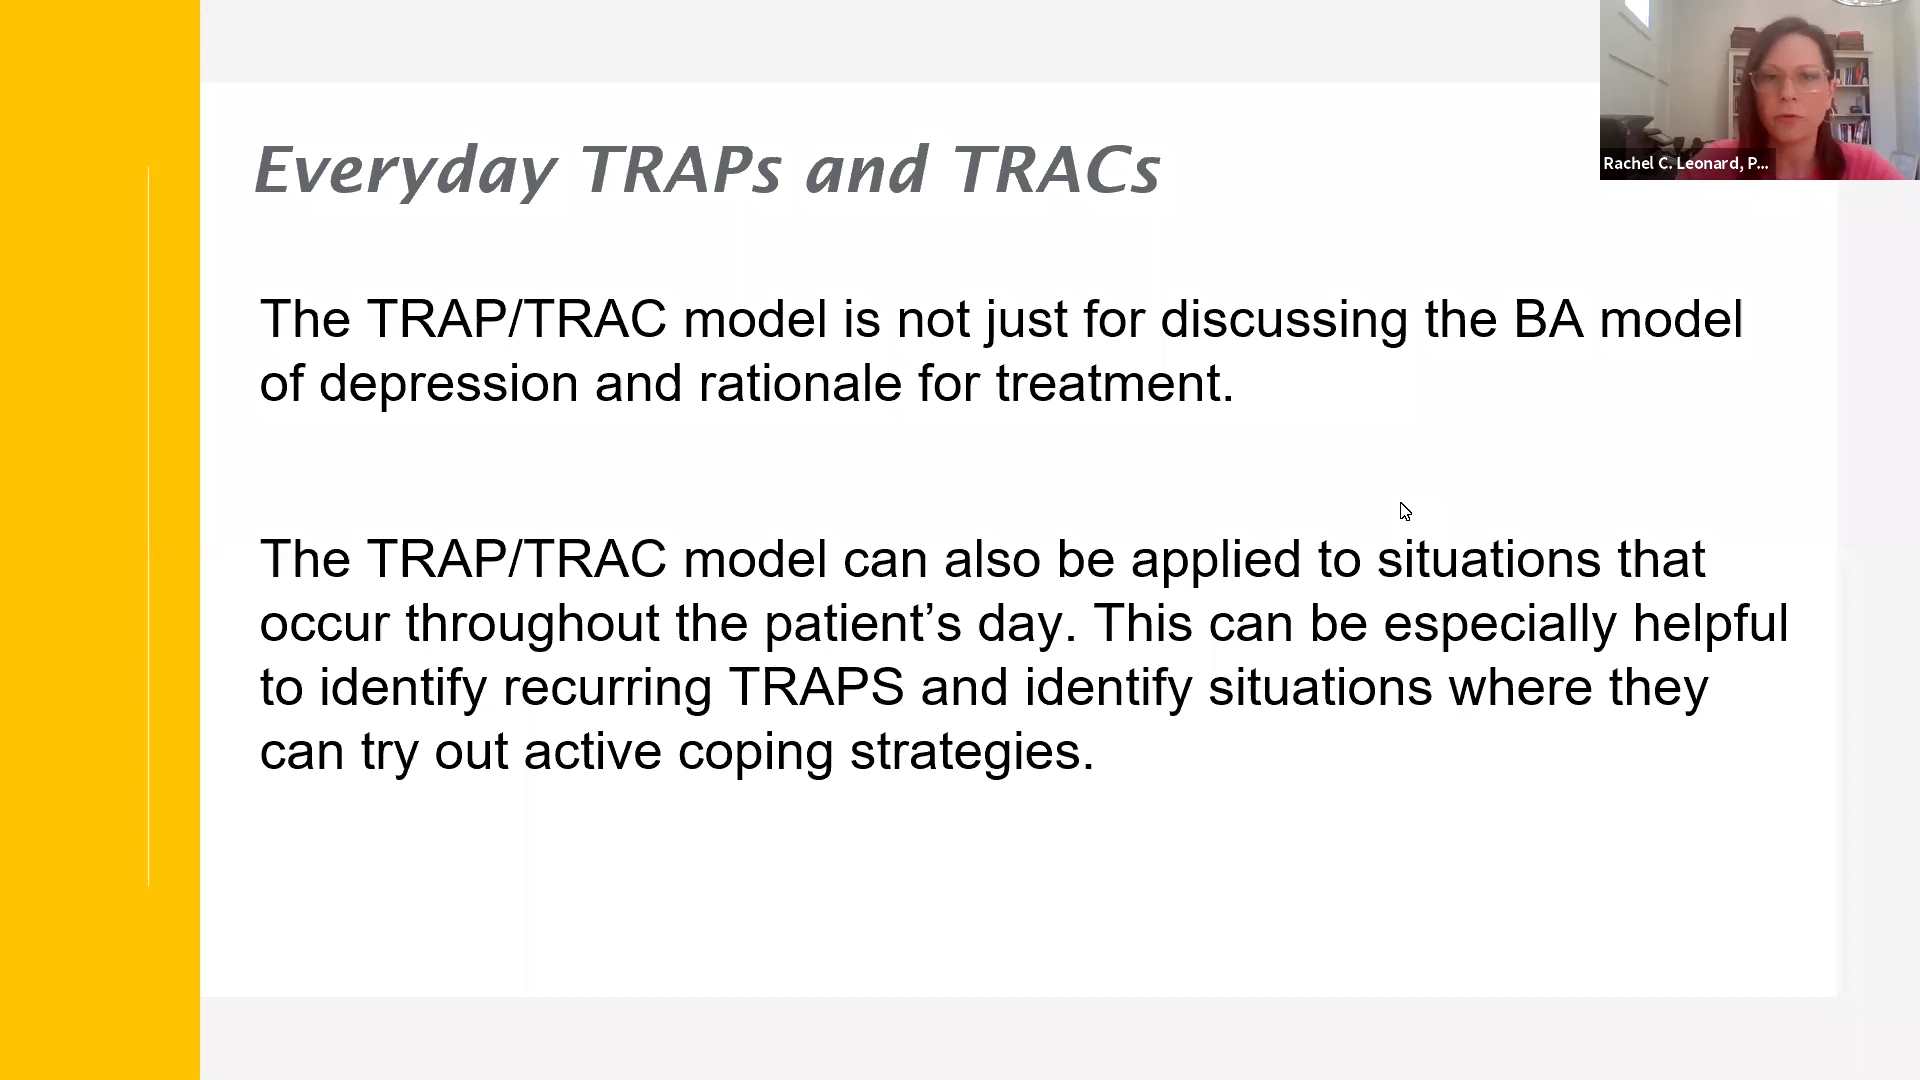 Everyday TRAPs and TRACs
Rachel C. Leonard, P...
The TRAP/TRAC model is not just for discussing the BA model
of depression and rationale for treatment.
The TRAP/TRAC model can also be applied to situations that
occur throughout the patient’s day. This can be especially helpful
to identify recurring TRAPS and identify situations where they
can try out active coping strategies.